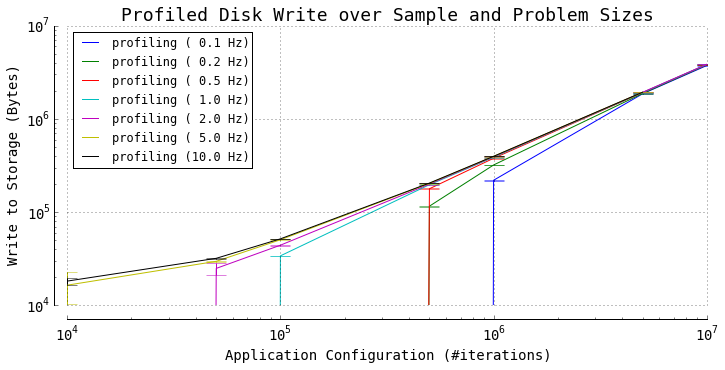 Profiled Disk Write over Sample and Problem Sizes
10^7
10^6
10^5
10^4
Write to Storage (Bytes)
profiling ( 0.1 Hz)
profiling ( 0.2 Hz)
profiling ( 0.5 Hz)
profiling ( 1.0 Hz)
profiling ( 2.0 Hz)
profiling ( 5.0 Hz)
profiling (10.0 Hz)
10^4 10^5 10^6 10^7
Application Configuration (#iterations)